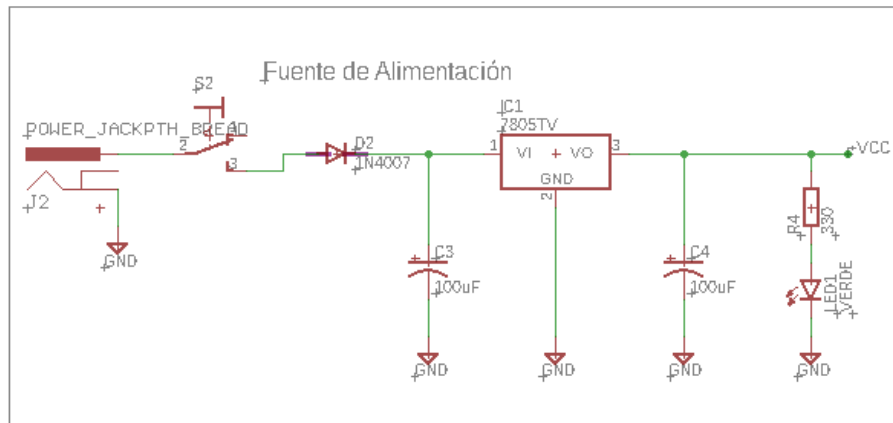 Fuente de Alimentación
S2
POWER_JACKPTH_BREAD
1
2
3
J2
GND
D2
1N4007
IC1
7805TV
1
VI
VO
3
GND
2
VCC
C3
100uF
C4
100uF
R4
330
LED1
VERDE
GND
GND
GND
GND